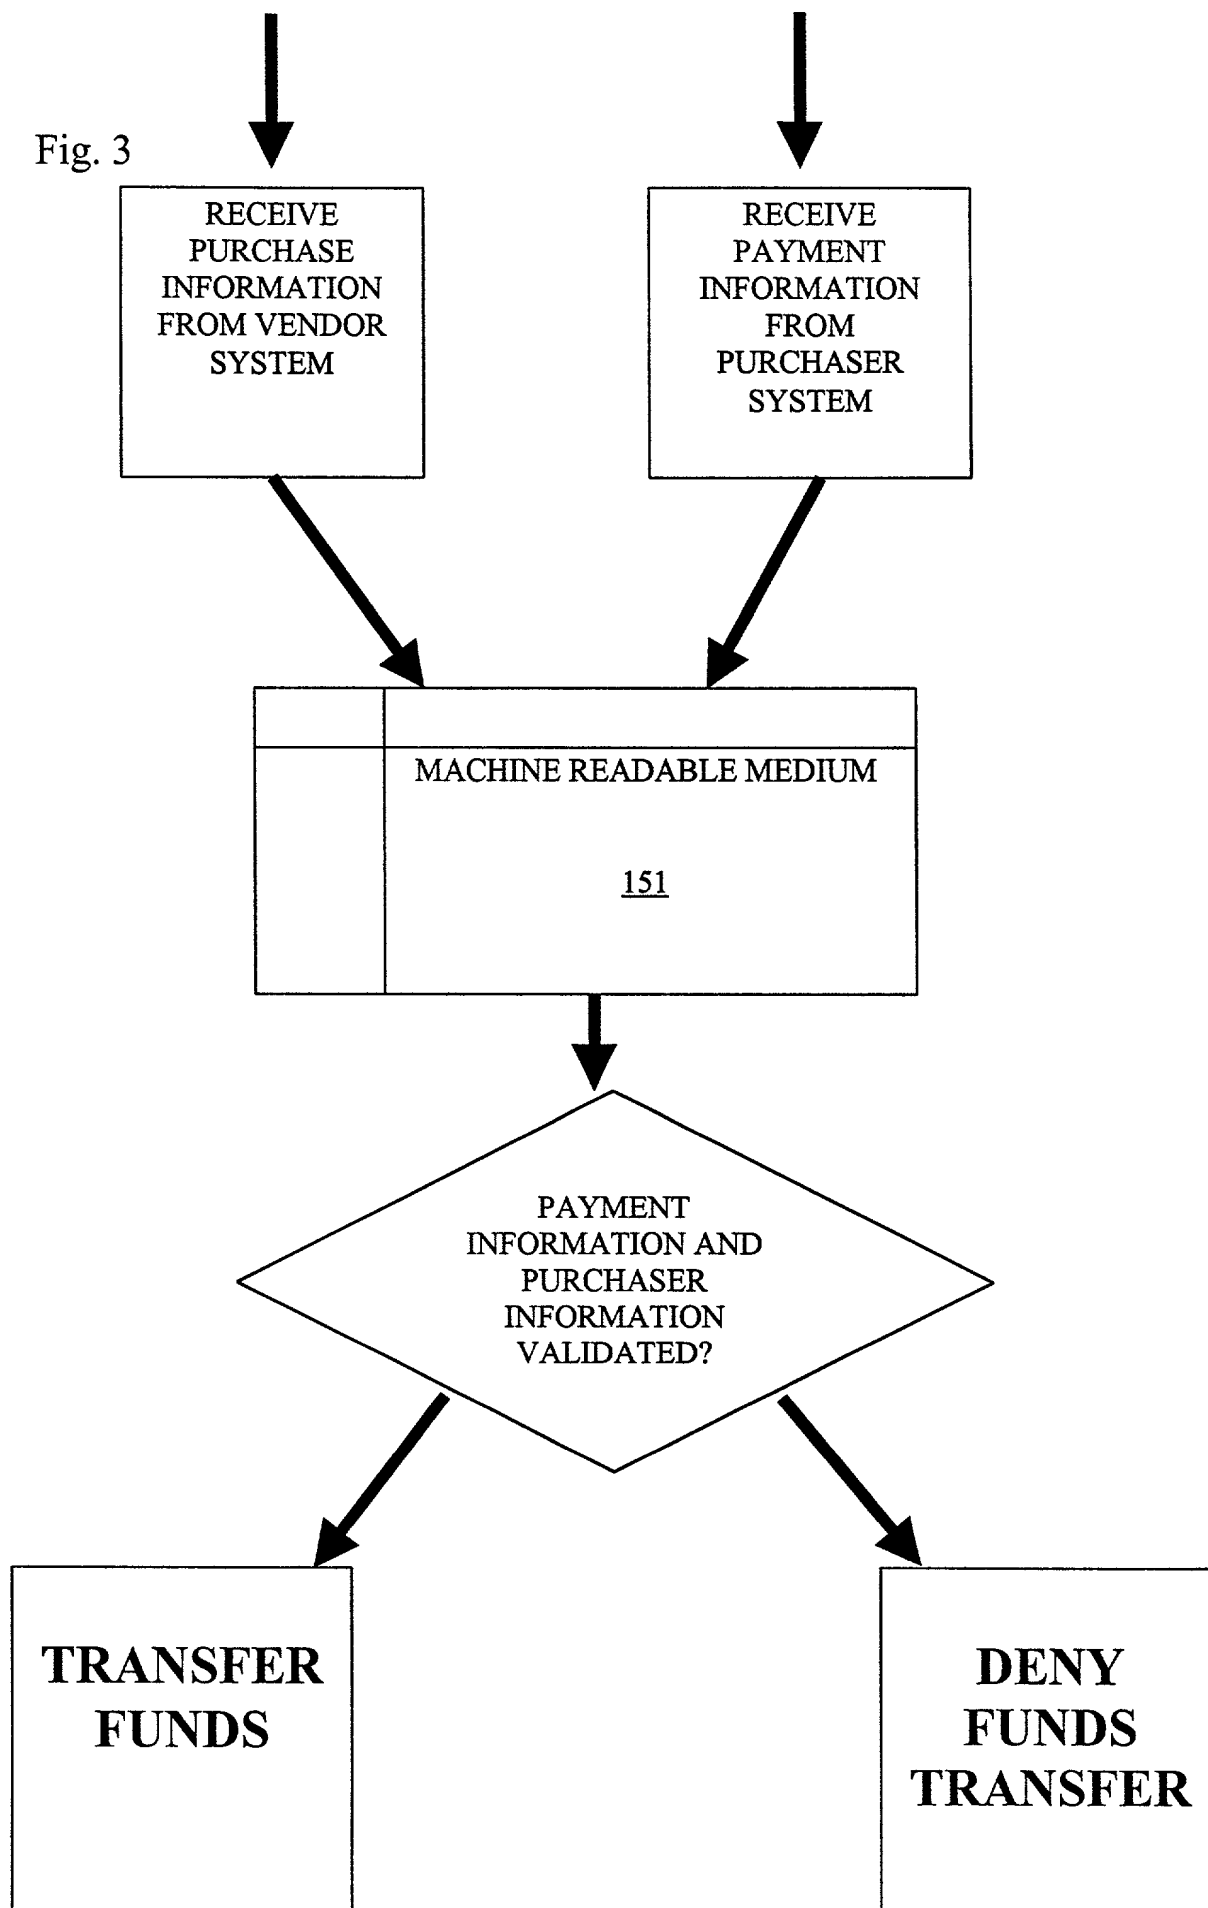 Fig. 3
RECEIVE
PURCHASE
INFORMATION
FROM VENDOR
SYSTEM
RECEIVE
PAYMENT
INFORMATION
FROM
PURCHASER
SYSTEM
MACHINE READABLE MEDIUM
151
PAYMENT
INFORMATION AND
PURCHASER
INFORMATION
VALIDATED?
TRANSFER
FUNDS
DENY
FUNDS
TRANSFER